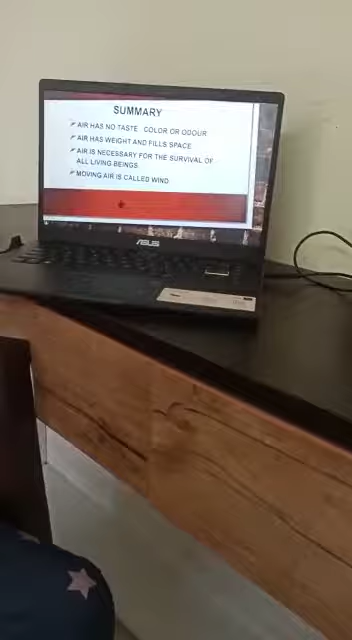 SUMMARY
AIR HAS NO TASTE COLOR OR ODOUR
AIR HAS WEIGHT AND FILLS SPACE
AIR IS NECESSARY FOR THE SURVIVAL OF
ALL LIVING BEINGS
MOVING AIR IS CALLED WIND
ASUS